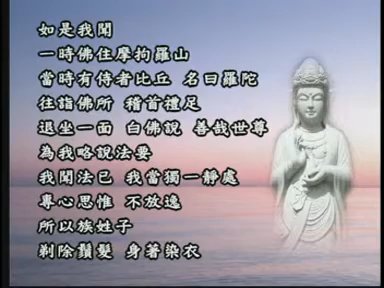 如是我聞
一時佛住摩拘羅山
當時有侍者比丘 名曰羅陀
往詣佛所 稽首禮足
退坐一面 白佛說 善哉世尊
為我略說法要
我聞法已 我當獨一靜處
專心思惟 不放逸
所以族姓子
剃除鬚髮 身著染衣